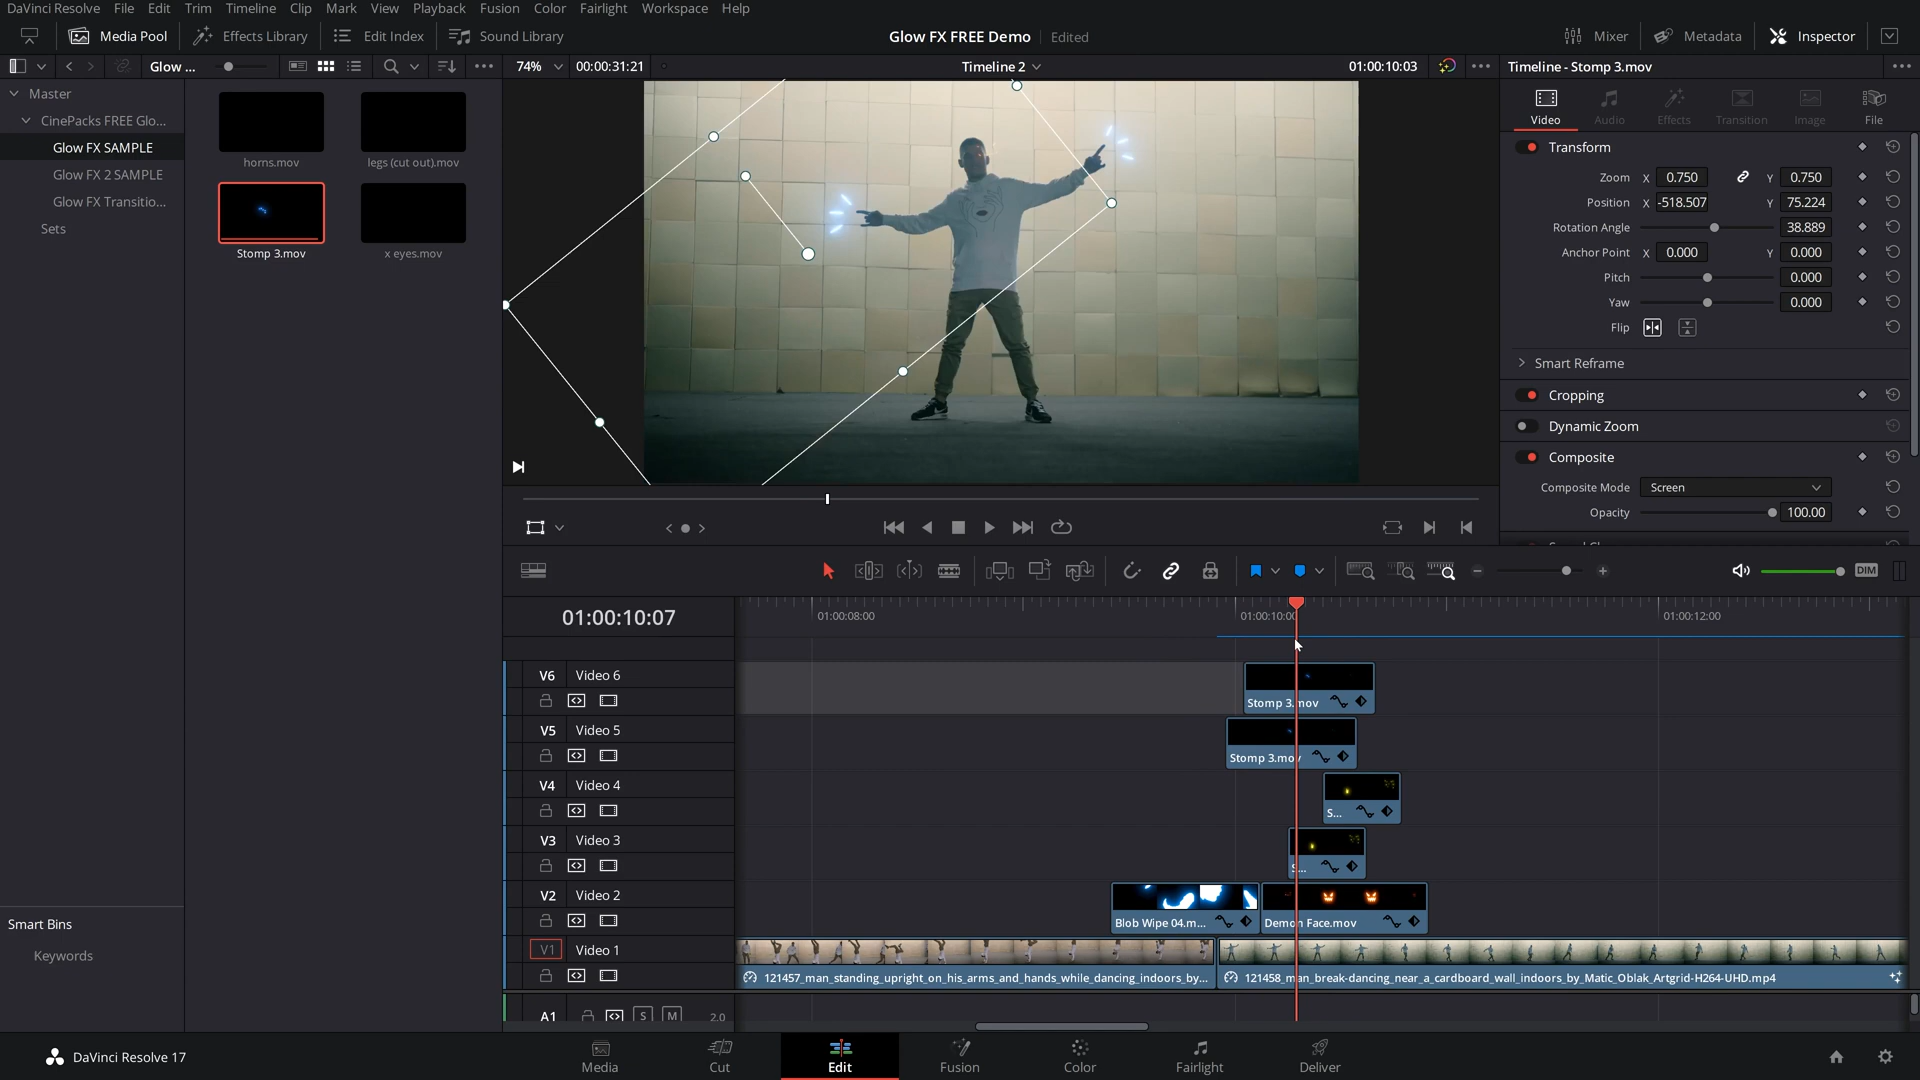 DaVinci Resolve File Edit Trim Timeline Clip Mark View Playback Fusion Color Fairlight Workspace Help
Media Pool Effects Library Edit Index Sound Library Glow FX FREE Demo Edited Mixer Metadata Inspector
Glow ... 74% 00:00:31:21 Timeline 2 01:00:10:03 Timeline - Stomp 3.mov
Master
CinePacks FREE Glo...
Glow FX SAMPLE
Glow FX 2 SAMPLE
Glow FX Transitio...
Sets
horns.mov legs (cut out).mov
Stomp 3.mov x eyes.mov
Video Audio Effects Transition Image File
Transform
Zoom X 0.750 Y 0.750
Position X -518.507 Y 75.224
Rotation Angle 38.889
Anchor Point X 0.000 Y 0.000
Pitch 0.000
Yaw 0.000
Flip
Smart Reframe
Cropping
Dynamic Zoom
Composite
Composite Mode Screen
Opacity 100.00
DIM
01:00:10:07 01:00:08:00 01:00:10:00 01:00:12:00
V6 Video 6
Stomp 3.mov
V5 Video 5
Stomp 3.mov
V4 Video 4
S...
V3 Video 3
S...
V2 Video 2
Blob Wipe 04.m... Demon Face.mov
V1 Video 1
121457_man_standing_upright_on_his_arms_and_hands_while_dancing_indoors_by... 121458_man_break-dancing_near_a_cardboard_wall_indoors_by_Matic_Oblak_Artgrid-H264-UHD.mp4
A1 S M 2.0
Smart Bins
Keywords
DaVinci Resolve 17 Media Cut Edit Fusion Color Fairlight Deliver